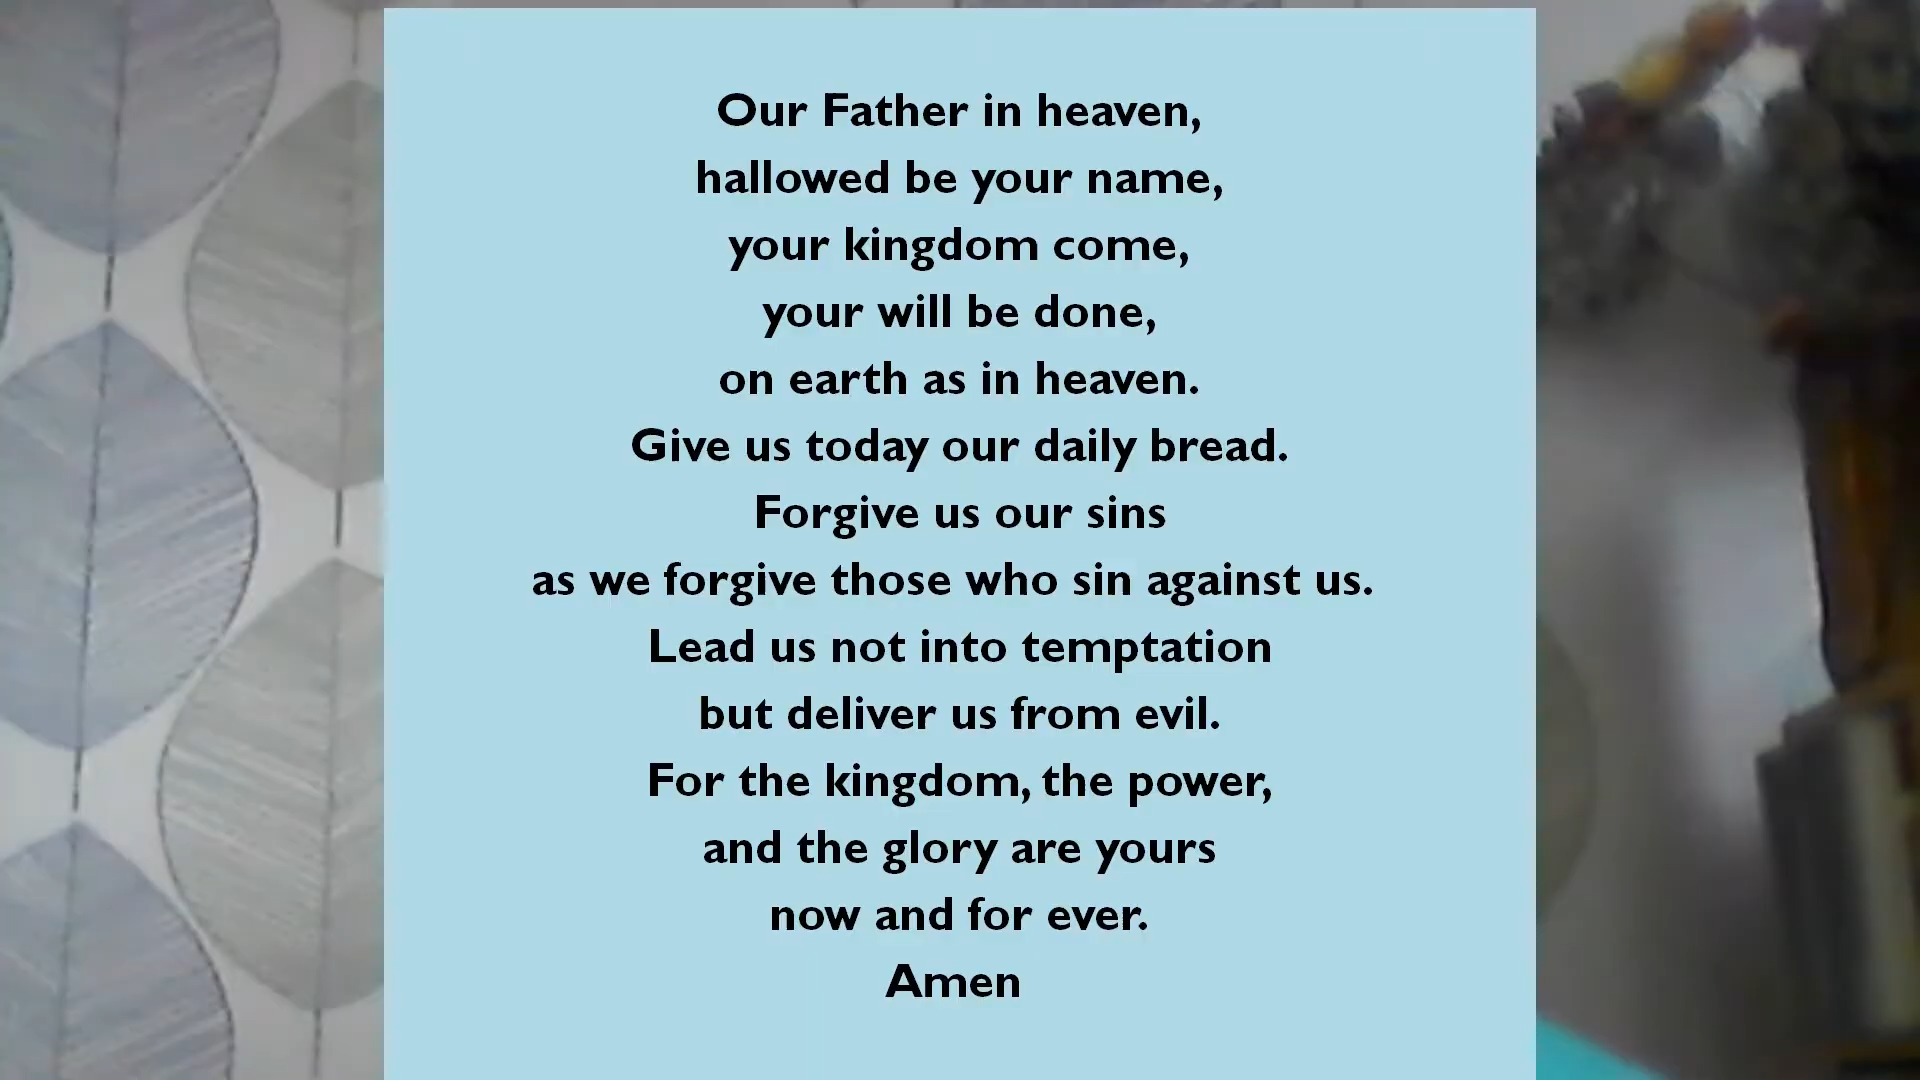 Our Father in heaven,
hallowed be your name,
your kingdom come,
your will be done,
on earth as in heaven.
Give us today our daily bread.
Forgive us our sins
as we forgive those who sin against us.
Lead us not into temptation
but deliver us from evil.
For the kingdom, the power,
and the glory are yours
now and for ever.
Amen